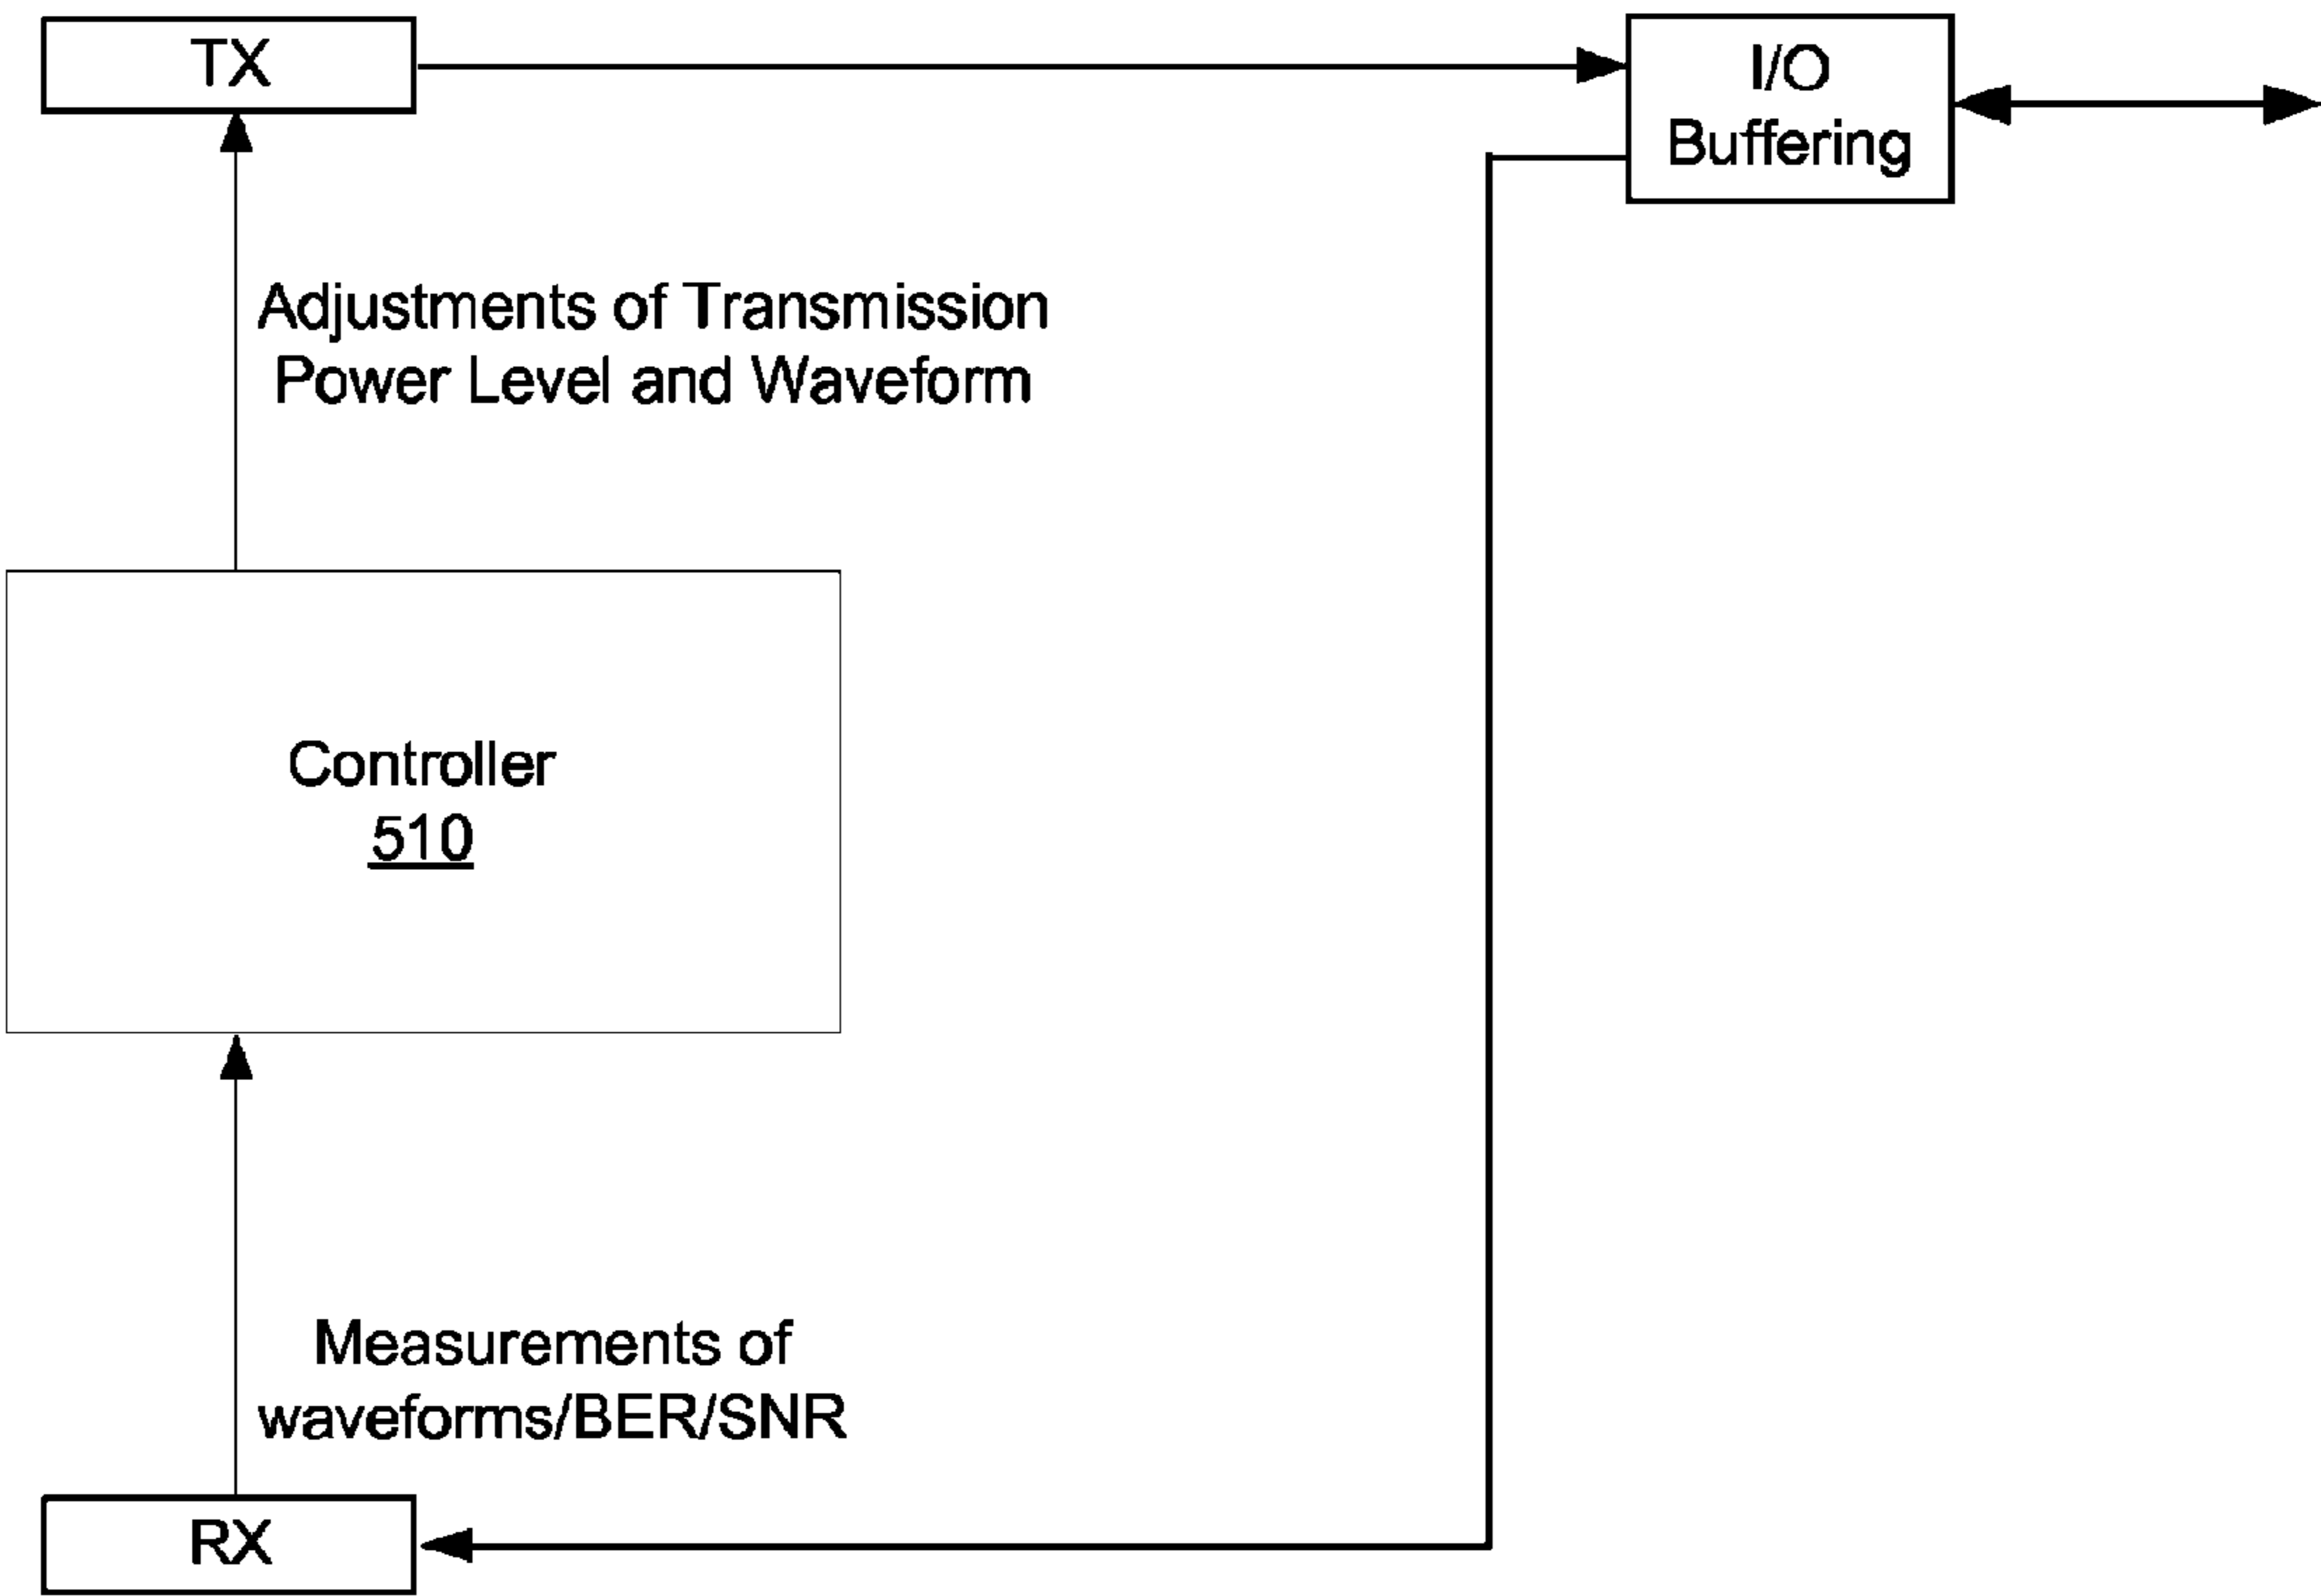 TX
I/O
Buffering
Adjustments of Transmission
Power Level and Waveform
Controller
510
Measurements of
waveforms/BER/SNR
RX